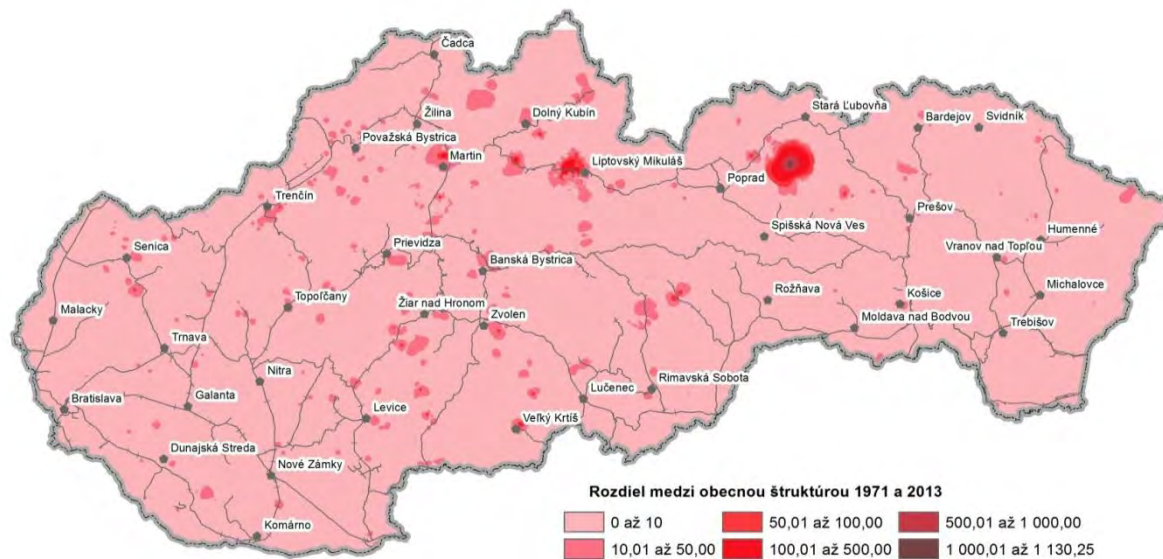 Čadca
Stará Ľubovňa
Žilina
Dolný Kubín
Bardejov
Svidník
Považská Bystrica
Martin
Liptovský Mikuláš
Poprad
Trenčín
Prešov
Spišská Nová Ves
Humenné
Senica
Prievidza
Vranov nad Topľou
Banská Bystrica
Michalovce
Topoľčany
Rožňava
Košice
Malacky
Žiar nad Hronom
Zvolen
Moldava nad Bodvou
Trebišov
Trnava
Nitra
Rimavská Sobota
Bratislava
Galanta
Lučenec
Levice
Veľký Krtíš
Dunajská Streda
Nové Zámky
Komárno
Rozdiel medzi obecnou štruktúrou 1971 a 2013
0 až 10 50,01 až 100,00 500,01 až 1 000,00
10,01 až 50,00 100,01 až 500,00 1 000,01 až 1 130,25